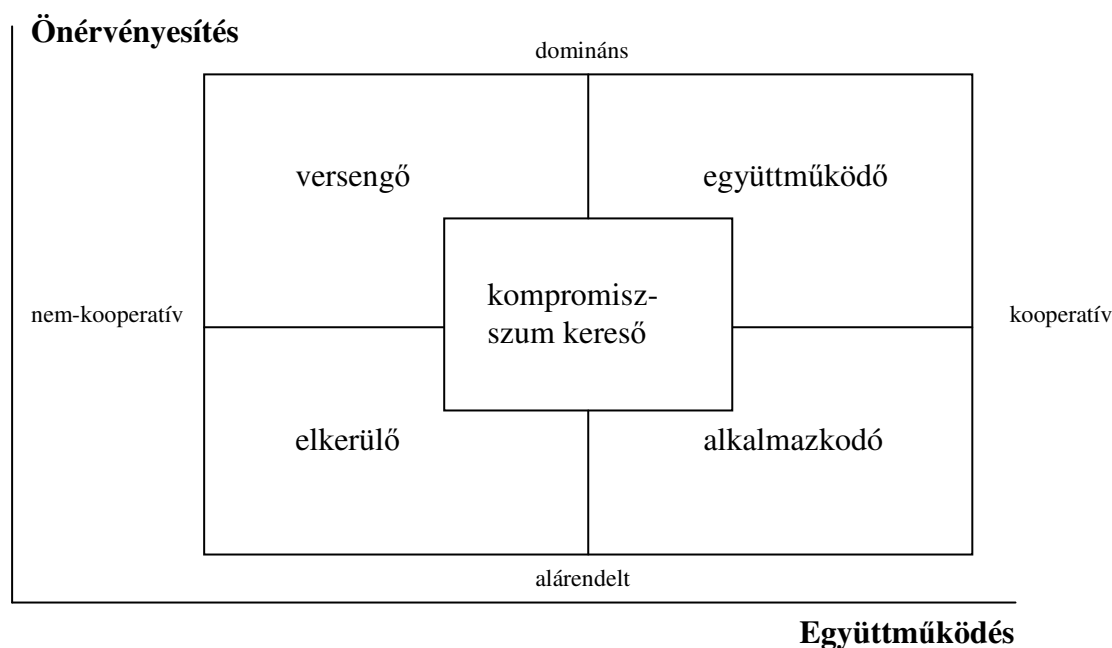 Önérvényesítés
domináns
versengő
együttműködő
kompromisz-
szum kereső
nem-kooperatív
kooperatív
elkerülő
alkalmazkodó
alárendelt
Együttműködés